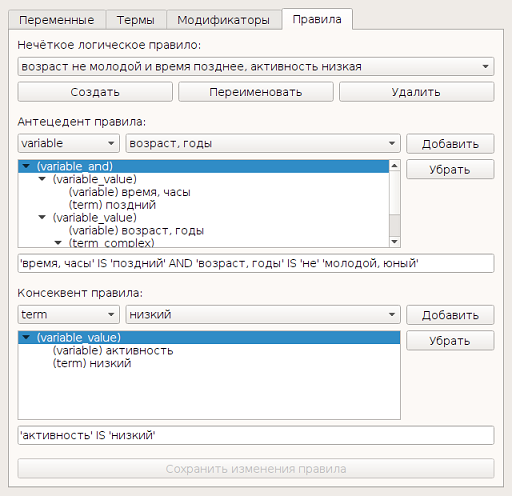 Переменные Термы Модификаторы Правила
Нечёткое логическое правило:
возраст не молодой и время позднее, активность низкая
Создать Переименовать Удалить
Антецедент правила:
variable возраст, годы Добавить
(variable_and) Убрать
(variable_value)
(variable) время, часы
(term) поздний
(variable_value)
(variable) возраст, годы
(term_complex)
'время, часы' IS 'поздний' AND 'возраст, годы' IS 'не' 'молодой, юный'
Консеквент правила:
term низкий Добавить
(variable_value) Убрать
(variable) активность
(term) низкий
'активность' IS 'низкий'
Сохранить изменения правила